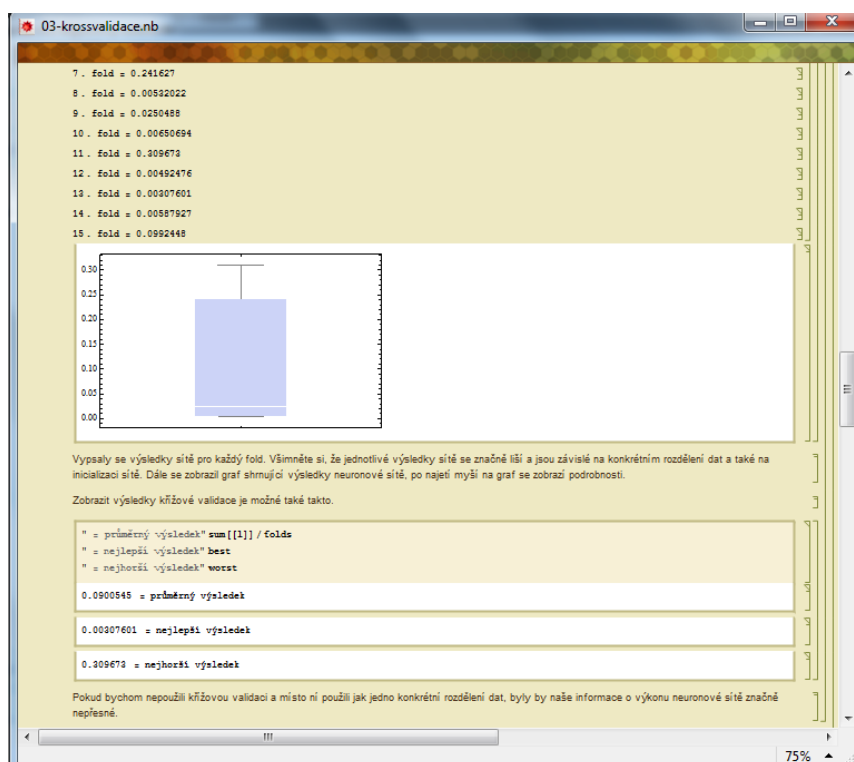 03-krossvalidace.nb
7. fold = 0.241627
8. fold = 0.00532022
9. fold = 0.0250488
10. fold = 0.00650694
11. fold = 0.309673
12. fold = 0.00492476
13. fold = 0.00307601
14. fold = 0.00587927
15. fold = 0.0992448
0.30
0.25
0.20
0.15
0.10
0.05
0.00
Vypsaly se výsledky sítě pro každý fold. Všimněte si, že jednotlivé výsledky sítě se značně liší a jsou závislé na konkrétním rozdělení dat a také na
inicializaci sítě. Dále se zobrazil graf shrnující výsledky neuronové sítě, po najetí myší na graf se zobrazí podrobnosti.
Zobrazit výsledky křížové validace je možné také takto.
" = průměrný výsledek" sum[[1]] / folds
" = nejlepší výsledek" best
" = nejhorší výsledek" worst
0.0900545 = průměrný výsledek
0.00307601 = nejlepší výsledek
0.309673 = nejhorší výsledek
Pokud bychom nepoužili křížovou validaci a místo ní použili jak jedno konkrétní rozdělení dat, byly by naše informace o výkonu neuronové sítě značně
nepřesné.
75%